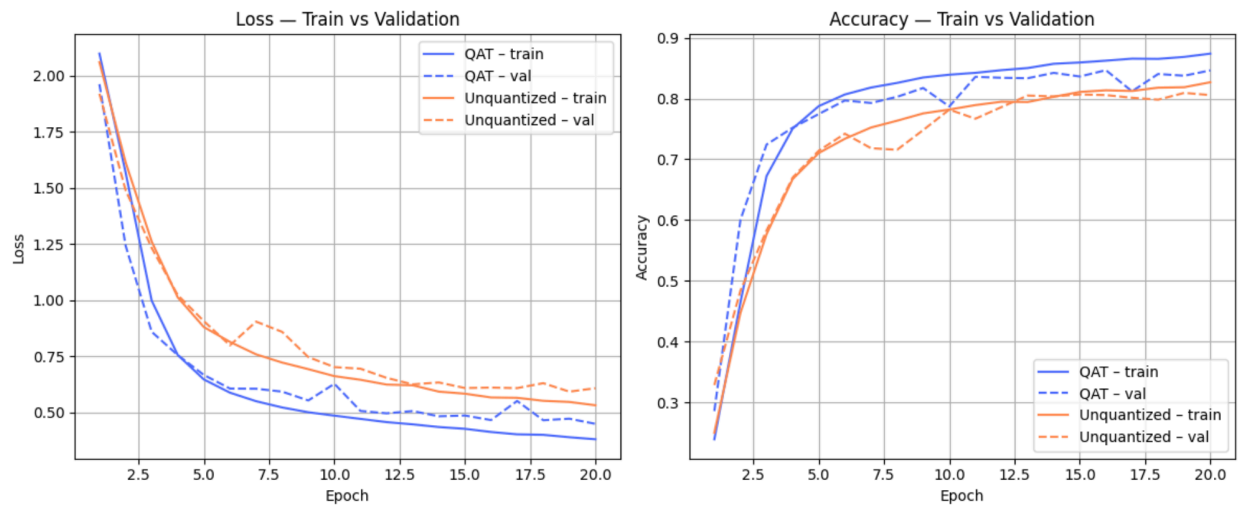 Loss — Train vs Validation
QAT – train
QAT – val
Unquantized – train
Unquantized – val
2.00
1.75
1.50
1.25
1.00
0.75
0.50
Loss
2.5 5.0 7.5 10.0 12.5 15.0 17.5 20.0
Epoch
Accuracy — Train vs Validation
0.9
0.8
0.7
0.6
0.5
0.4
0.3
Accuracy
QAT – train
QAT – val
Unquantized – train
Unquantized – val
2.5 5.0 7.5 10.0 12.5 15.0 17.5 20.0
Epoch